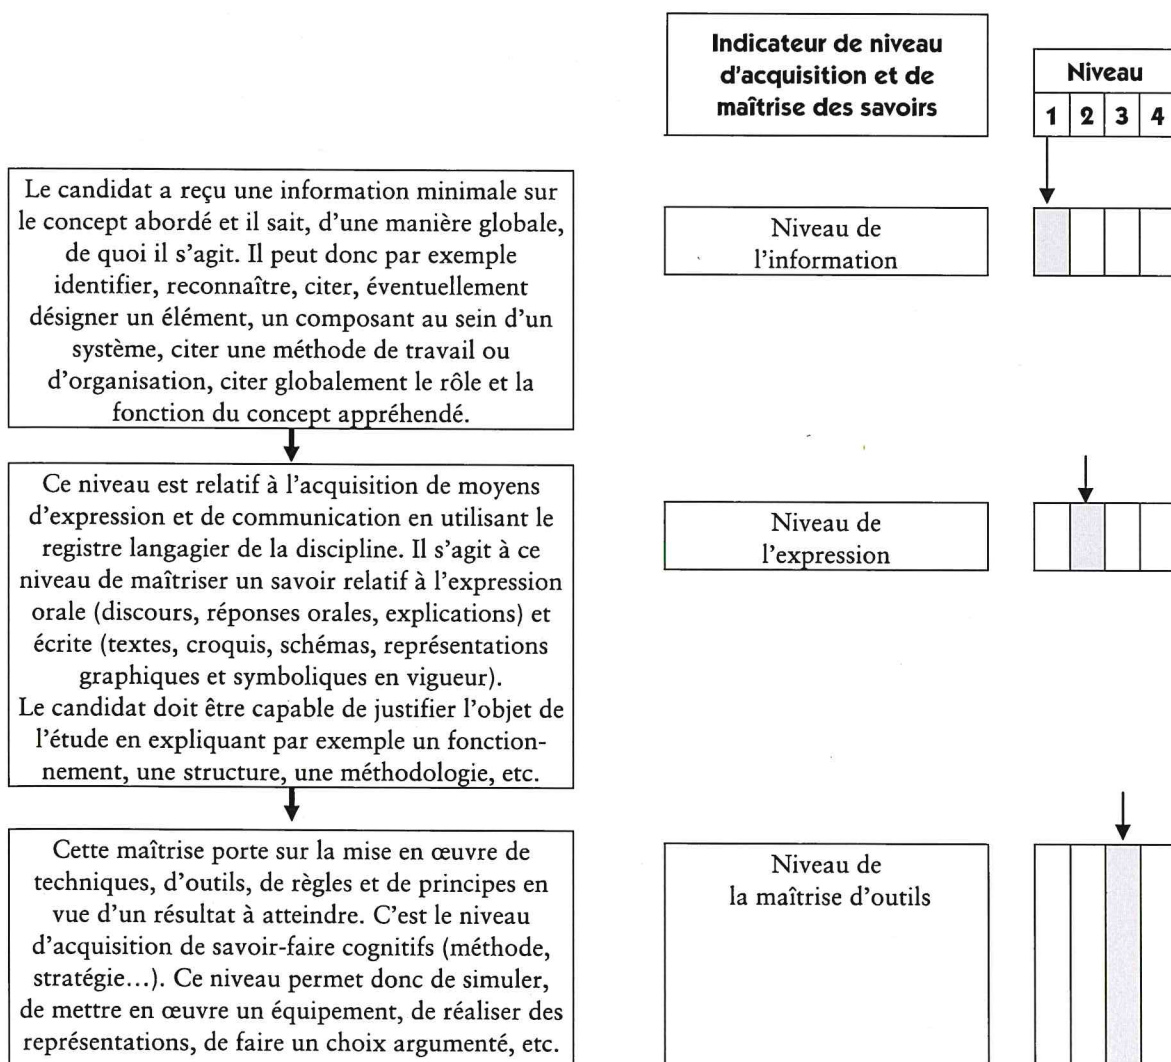 Indicateur de niveau
d'acquisition et de
maîtrise des savoirs
Niveau
1 2 3 4
Le candidat a reçu une information minimale sur
le concept abordé et il sait, d'une manière globale,
de quoi il s'agit. Il peut donc par exemple
identifier, reconnaître, citer, éventuellement
désigner un élément, un composant au sein d'un
système, citer une méthode de travail ou
d'organisation, citer globalement le rôle et la
fonction du concept appréhendé.
Niveau de
l'information
Ce niveau est relatif à l'acquisition de moyens
d'expression et de communication en utilisant le
registre langagier de la discipline. Il s'agit à ce
niveau de maîtriser un savoir relatif à l'expression
orale (discours, réponses orales, explications) et
écrite (textes, croquis, schémas, représentations
graphiques et symboliques en vigueur).
Le candidat doit être capable de justifier l'objet de
l'étude en expliquant par exemple un fonction-
nement, une structure, une méthodologie, etc.
Niveau de
l'expression
Cette maîtrise porte sur la mise en œuvre de
techniques, d'outils, de règles et de principes en
vue d'un résultat à atteindre. C'est le niveau
d'acquisition de savoir-faire cognitifs (méthode,
stratégie…). Ce niveau permet donc de simuler,
de mettre en œuvre un équipement, de réaliser des
représentations, de faire un choix argumenté, etc.
Niveau de
la maîtrise d'outils